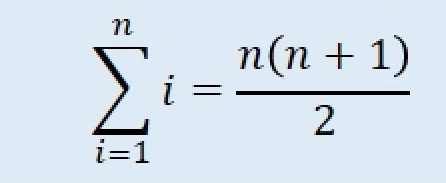 n
∑ i = n(n + 1)
2
i=1